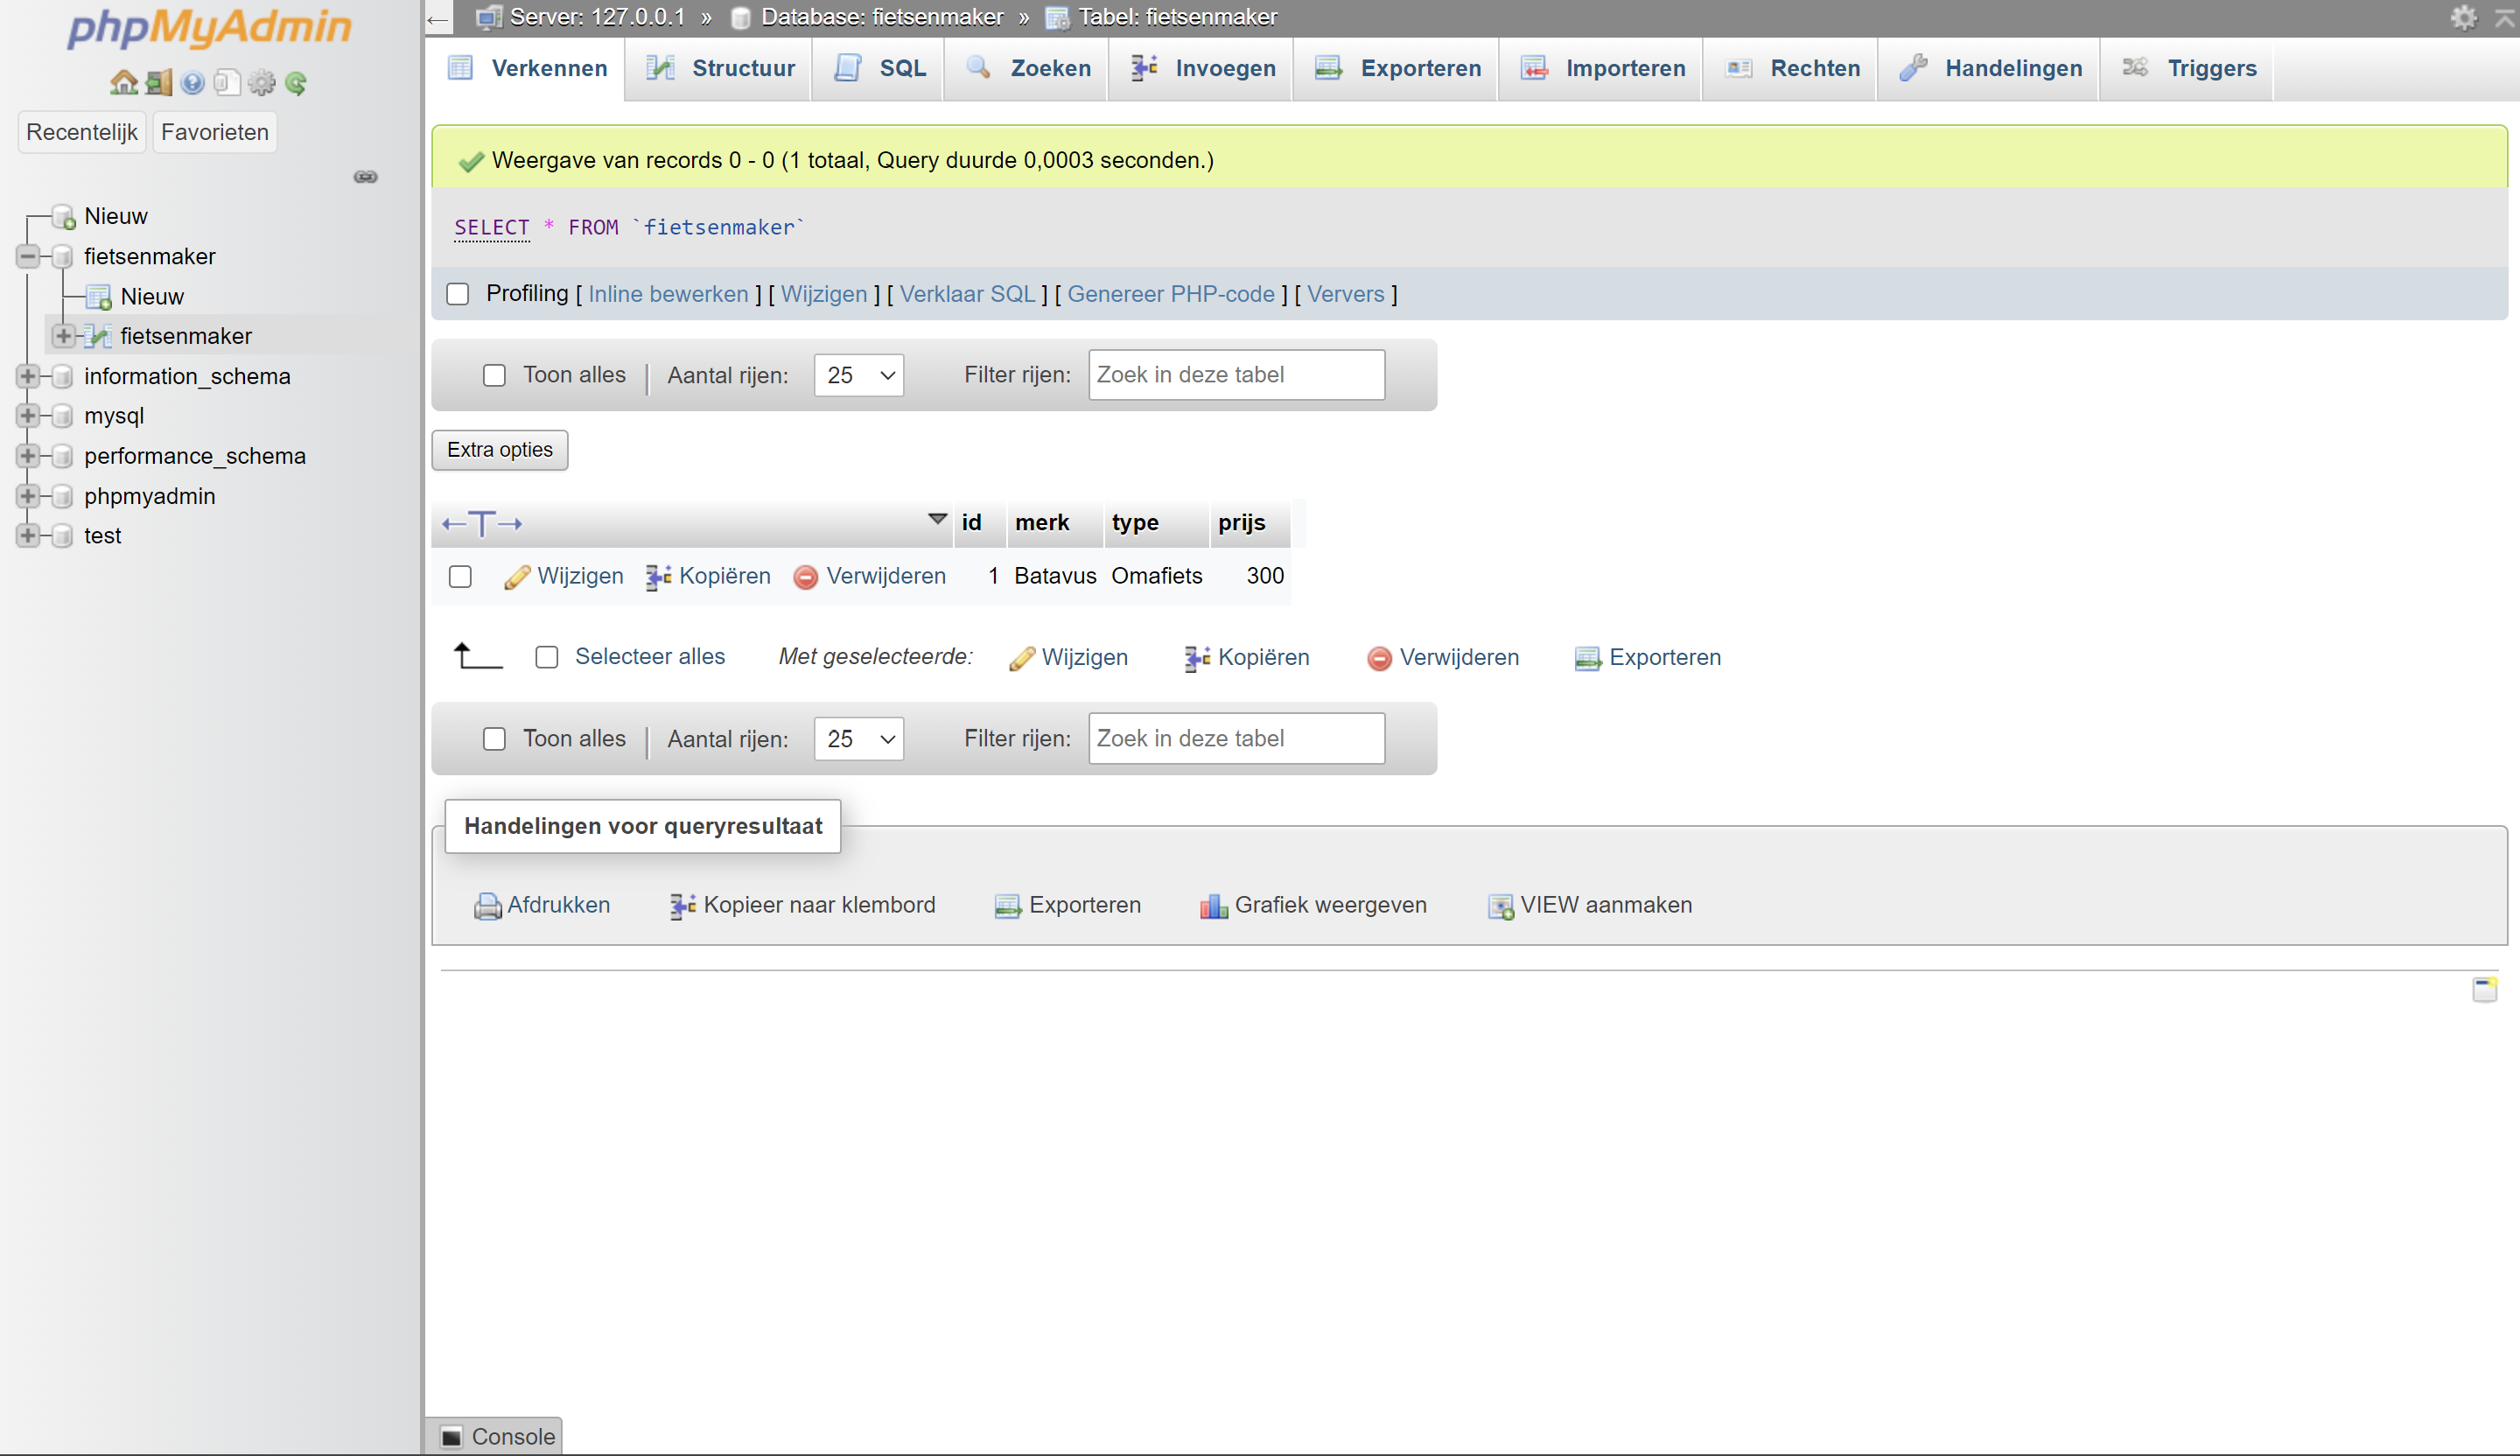 phpMyAdmin
Recentelijk Favorieten
Nieuw
fietsenmaker
Nieuw
fietsenmaker
information_schema
mysql
performance_schema
phpmyadmin
test
← Server: 127.0.0.1 » Database: fietsenmaker » Tabel: fietsenmaker
Verkennen Structuur SQL Zoeken Invoegen Exporteren Importeren Rechten Handelingen Triggers
Weergave van records 0 - 0 (1 totaal, Query duurde 0,0003 seconden.)
SELECT * FROM `fietsenmaker`
Profiling [ Inline bewerken ] [ Wijzigen ] [ Verklaar SQL ] [ Genereer PHP-code ] [ Ververs ]
Toon alles | Aantal rijen: 25 Filter rijen: Zoek in deze tabel
Extra opties
←T→ id merk type prijs
Wijzigen Kopiëren Verwijderen 1 Batavus Omafiets 300
Selecteer alles Met geselecteerde: Wijzigen Kopiëren Verwijderen Exporteren
Toon alles | Aantal rijen: 25 Filter rijen: Zoek in deze tabel
Handelingen voor queryresultaat
Afdrukken Kopieer naar klembord Exporteren Grafiek weergeven VIEW aanmaken
Console